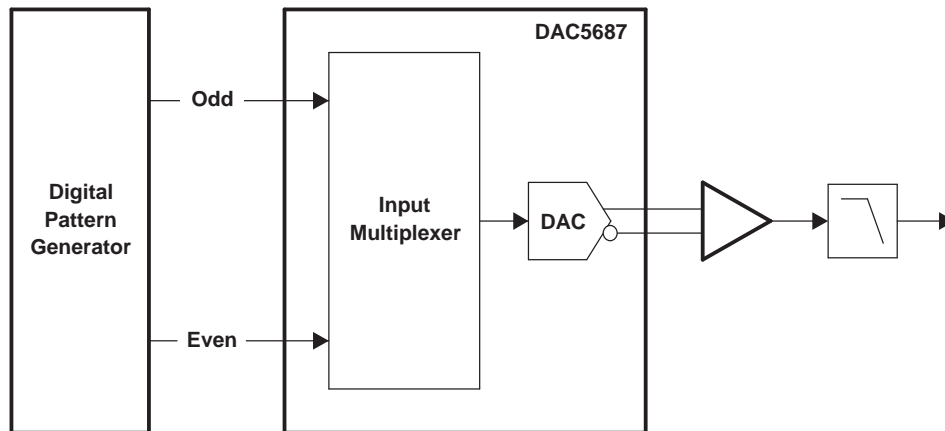 DAC5687
Odd
Digital
Pattern
Generator
Input
Multiplexer
DAC
Even